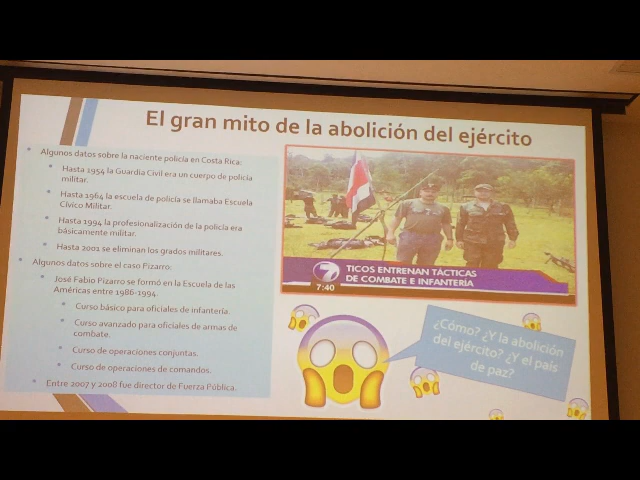 El gran mito de la abolición del ejército
Algunos datos sobre la naciente policía en Costa Rica:
Hasta 1954 la Guardia Civil era un cuerpo de policía
militar.
Hasta 1964 la escuela de policía se llamaba Escuela
Cívico Militar.
Hasta 1994 la profesionalización de la policía era
básicamente militar.
Hasta 2001 se eliminan los grados militares.
Algunos datos sobre el caso Pizarro:
José Fabio Pizarro se formó en la Escuela de las
Américas entre 1986-1994.
Curso básico para oficiales de infantería.
Curso avanzado para oficiales de armas de
combate.
Curso de operaciones conjuntas.
Curso de operaciones de comandos.
Entre 2007 y 2008 fue director de Fuerza Pública.
7
7:40
TICOS ENTRENAN TÁCTICAS
DE COMBATE E INFANTERÍA
¿Cómo? ¿Y la abolición
del ejército? ¿Y el país
de paz?